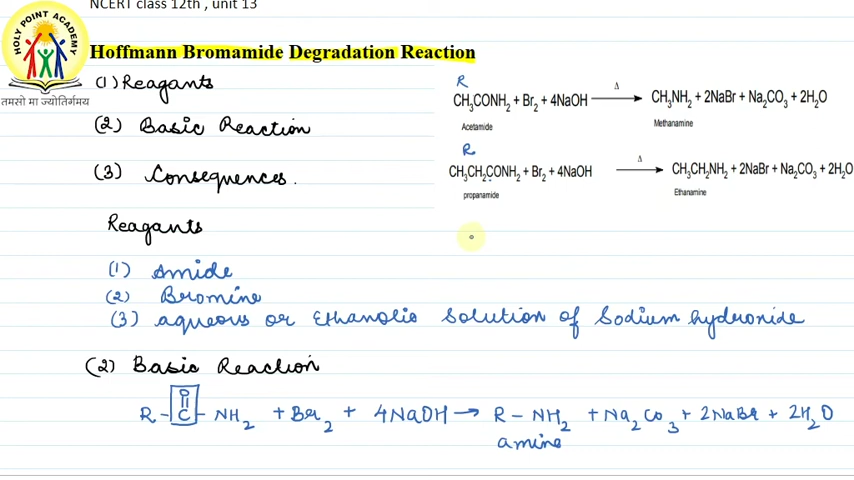 NCERT class 12th , unit 13
HOLY POINT ACADEMY
तमसो मा ज्योतिर्गमय
Hoffmann Bromamide Degradation Reaction
(1) Reagants
(2) Basic Reaction
(3) Consequences.
R
CH₃CONH₂ + Br₂ + 4NaOH —Δ→ CH₃NH₂ + 2NaBr + Na₂CO₃ + 2H₂O
Acetamide Methanamine
R
CH₃CH₂CONH₂ + Br₂ + 4NaOH —Δ→ CH₃CH₂NH₂ + 2NaBr + Na₂CO₃ + 2H₂O
propanamide Ethanamine
Reagants
(1) Amide
(2) Bromine
(3) aqueous or Ethanolic Solution of Sodium hydroxide
(2) Basic Reaction
O
R - C - NH₂ + Br₂ + 4NaOH → R - NH₂ + Na₂CO₃ + 2NaBr + 2H₂O
amine